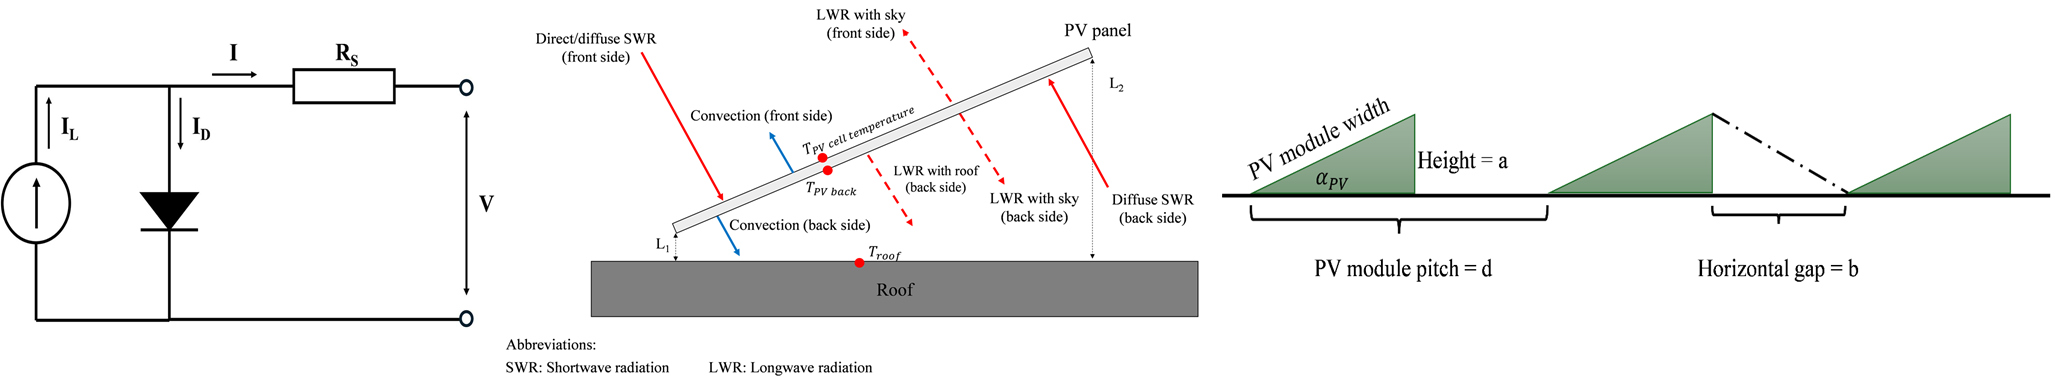 I
R_S
I_L
I_D
V
LWR with sky
(front side)
PV panel
Direct/diffuse SWR
(front side)
L_2
Convection (front side)
T_PV cell temperature
T_PV back
LWR with roof
(back side)
LWR with sky
(back side)
Diffuse SWR
(back side)
Convection (back side)
L_1
T_roof
Roof
Abbreviations:
SWR: Shortwave radiation LWR: Longwave radiation
PV module width
Height = a
α_PV
PV module pitch = d
Horizontal gap = b